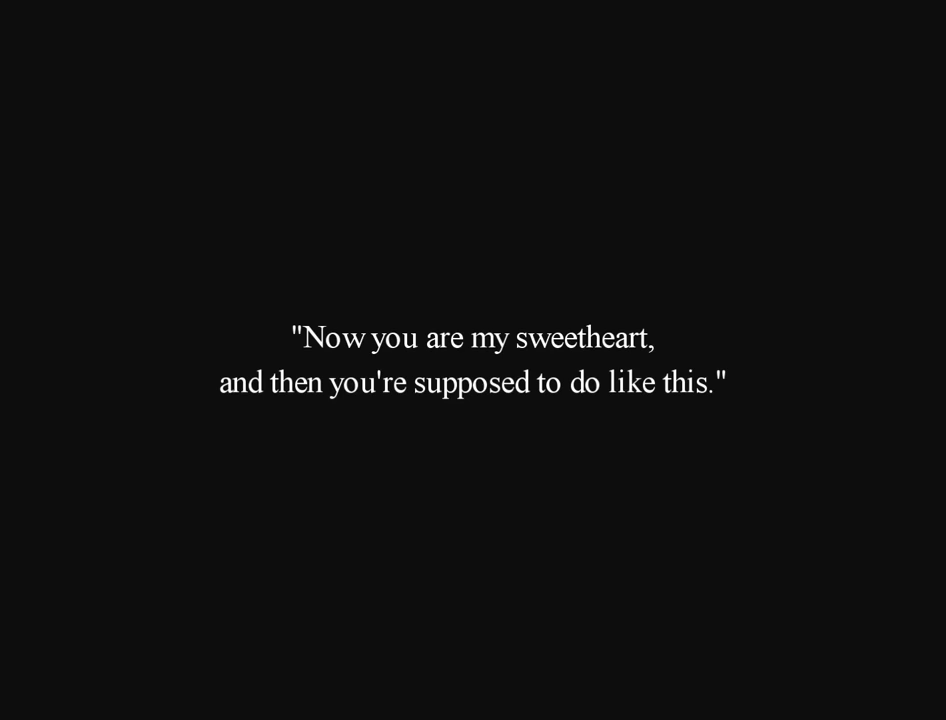 "Now you are my sweetheart,
and then you're supposed to do like this."